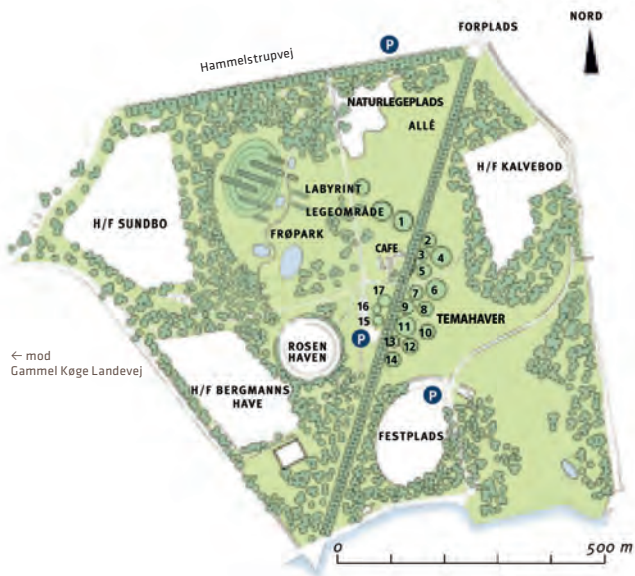 NORD
FORPLADS
P
Hammelstrupvej
NATURLEGEPLADS
ALLÉ
H/F KALVEBOD
LABYRINT
LEGEOMRÅDE
1
H/F SUNDBO
FRØPARK
CAFE
2
3
4
5
17
7
6
16
9
8
TEMAHAVER
15
11
10
P
13
12
14
ROSEN
HAVEN
← mod
Gammel Køge Landevej
H/F BERGMANNS
HAVE
P
FESTPLADS
0
500 m